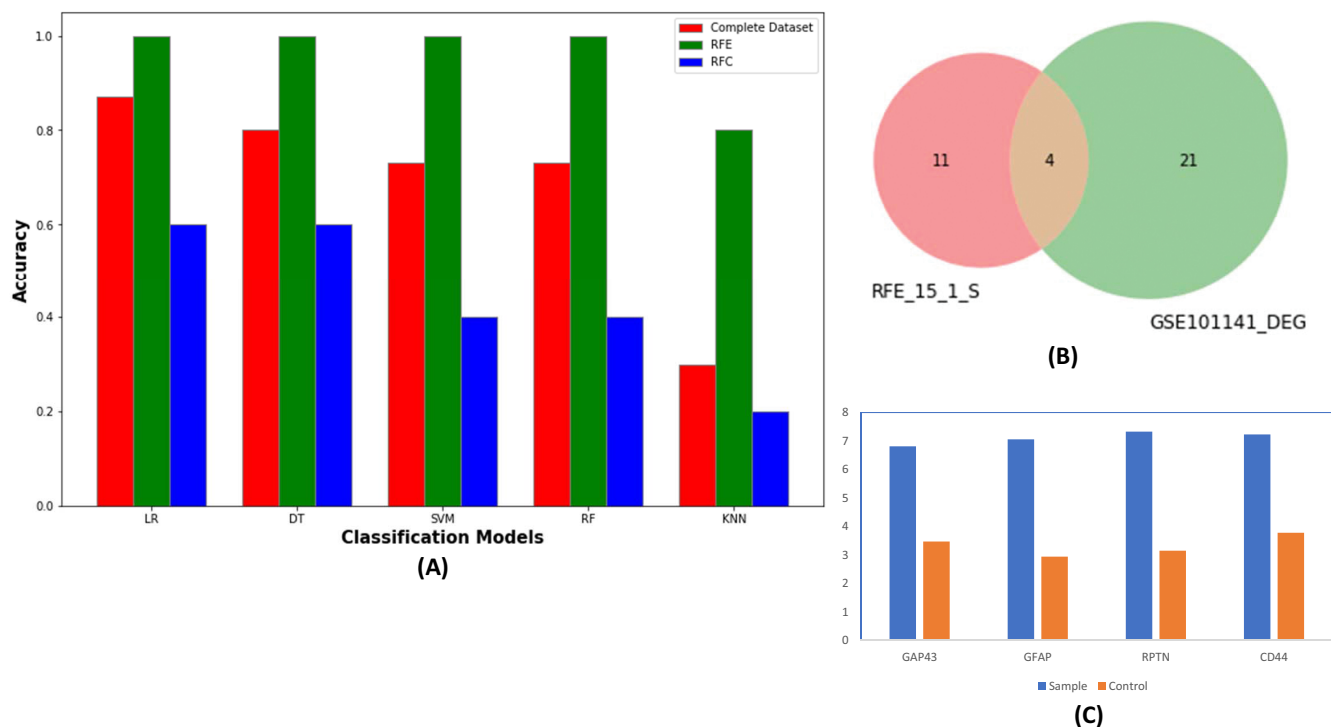 1.0
0.8
0.6
0.4
0.2
0.0
Accuracy
Complete Dataset
RFE
RFC
LR DT SVM RF KNN
Classification Models
(A)
11 4 21
RFE_15_1_S
GSE101141_DEG
(B)
8
7
6
5
4
3
2
1
0
GAP43 GFAP RPTN CD44
Sample Control
(C)